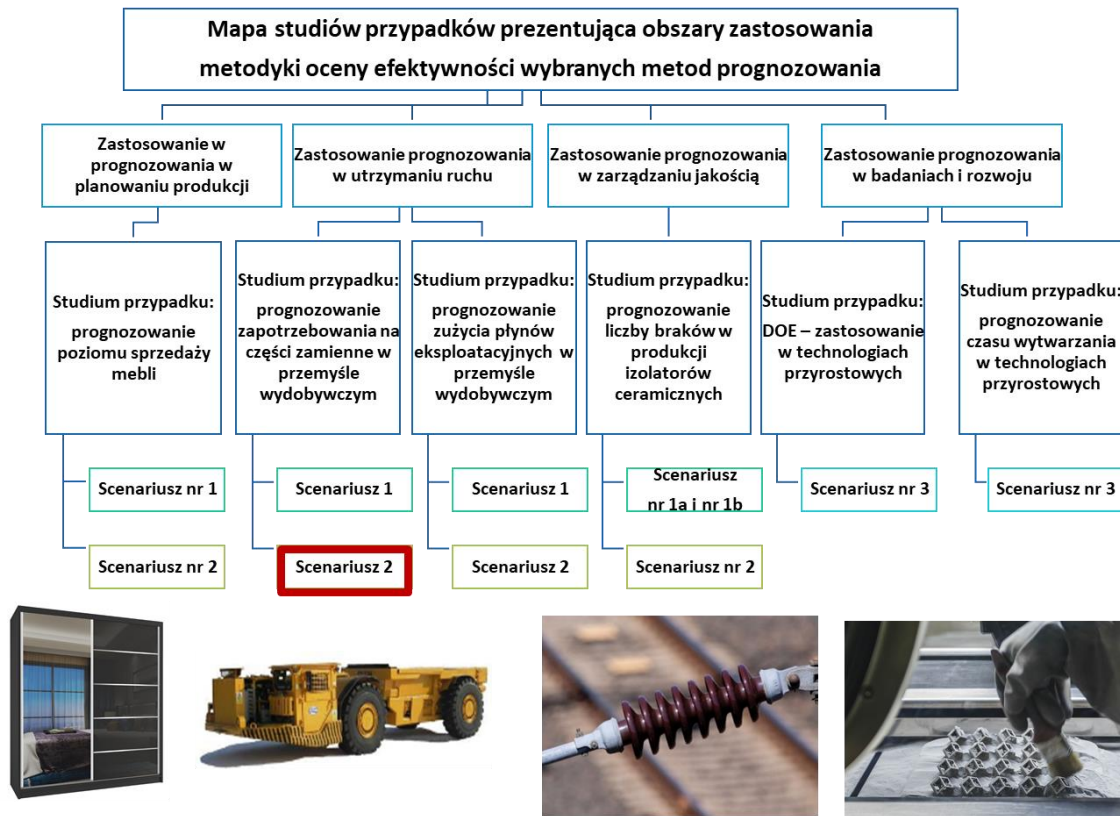 Mapa studiów przypadków prezentująca obszary zastosowania
metodyki oceny efektywności wybranych metod prognozowania
Zastosowanie w
prognozowania w
planowaniu produkcji
Zastosowanie prognozowania
w utrzymaniu ruchu
Zastosowanie prognozowania
w zarządzaniu jakością
Zastosowanie prognozowania
w badaniach i rozwoju
Studium przypadku:
prognozowanie
poziomu sprzedaży
mebli
Studium przypadku:
prognozowanie
zapotrzebowania na
części zamienne w
przemyśle
wydobywczym
Studium przypadku:
prognozowanie
zużycia płynów
eksploatacyjnych w
przemyśle
wydobywczym
Studium przypadku:
prognozowanie
liczby braków w
produkcji
izolatorów
ceramicznych
Studium przypadku:
DOE – zastosowanie
w technologiach
przyrostowych
Studium przypadku:
prognozowanie
czasu wytwarzania
w technologiach
przyrostowych
Scenariusz nr 1
Scenariusz 1
Scenariusz 1
Scenariusz
nr 1a i nr 1b
Scenariusz nr 3
Scenariusz nr 3
Scenariusz nr 2
Scenariusz 2
Scenariusz 2
Scenariusz nr 2